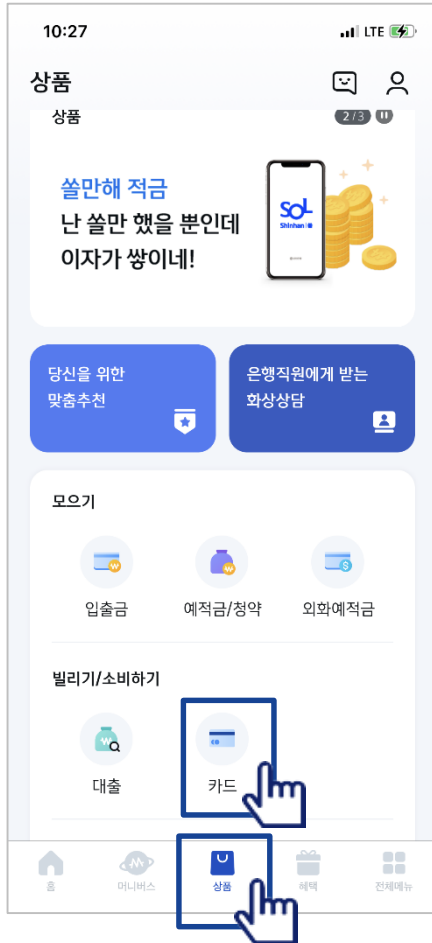 10:27
LTE
상품
상품
2/3
쏠만해 적금
난 쏠만 했을 뿐인데
이자가 쌓이네!
SOL
Shinhan
당신을 위한
맞춤추천
은행직원에게 받는
화상상담
모으기
입출금
예적금/청약
외화예적금
빌리기/소비하기
대출
카드
홈
머니버스
상품
혜택
전체메뉴